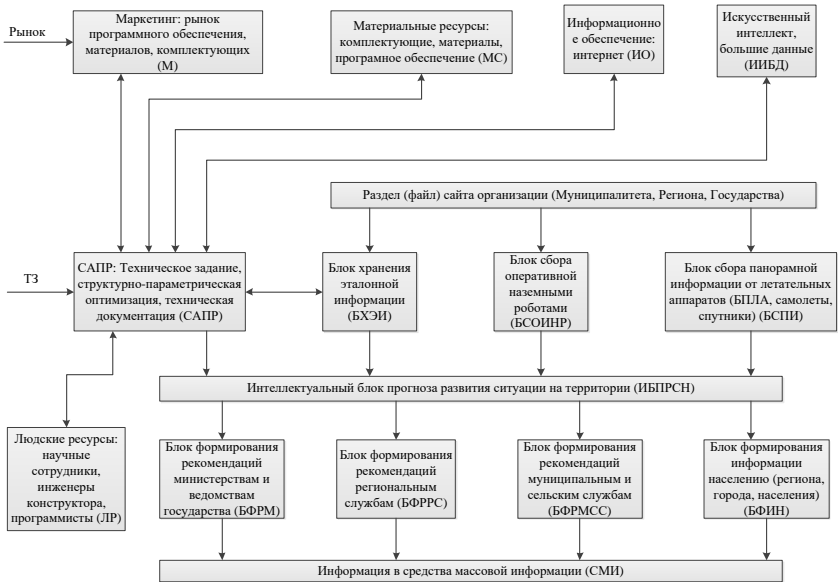 Рынок
Маркетинг: рынок
программного обеспечения,
материалов, комплектующих
(М)
Материальные ресурсы:
комплектующие, материалы,
програмное обеспечение (МС)
Информационно
е обеспечение:
интернет (ИО)
Искусственный
интеллект,
большие данные
(ИИБД)
Раздел (файл) сайта организации (Муниципалитета, Региона, Государства)
ТЗ
САПР: Техническое задание,
структурно-параметрическая
оптимизация, техническая
документация (САПР)
Блок хранения
эталонной
информации
(БХЭИ)
Блок сбора
оперативной
наземными
роботами
(БСОИНР)
Блок сбора панорамной
информации от летательных
аппаратов (БПЛА, самолеты,
спутники) (БСПИ)
Интеллектуальный блок прогноза развития ситуации на территории (ИБПРСН)
Людские ресурсы:
научные
сотрудники,
инженеры
конструктора,
программисты (ЛР)
Блок формирования
рекомендаций
министерствам и
ведомствам
государства (БФРМ)
Блок формирования
рекомендаций
региональным
службам (БФРРС)
Блок формирования
рекомендаций
муниципальным и
сельским службам
(БФРМСС)
Блок формирования
информации
населению (региона,
города, населения)
(БФИН)
Информация в средства массовой информации (СМИ)